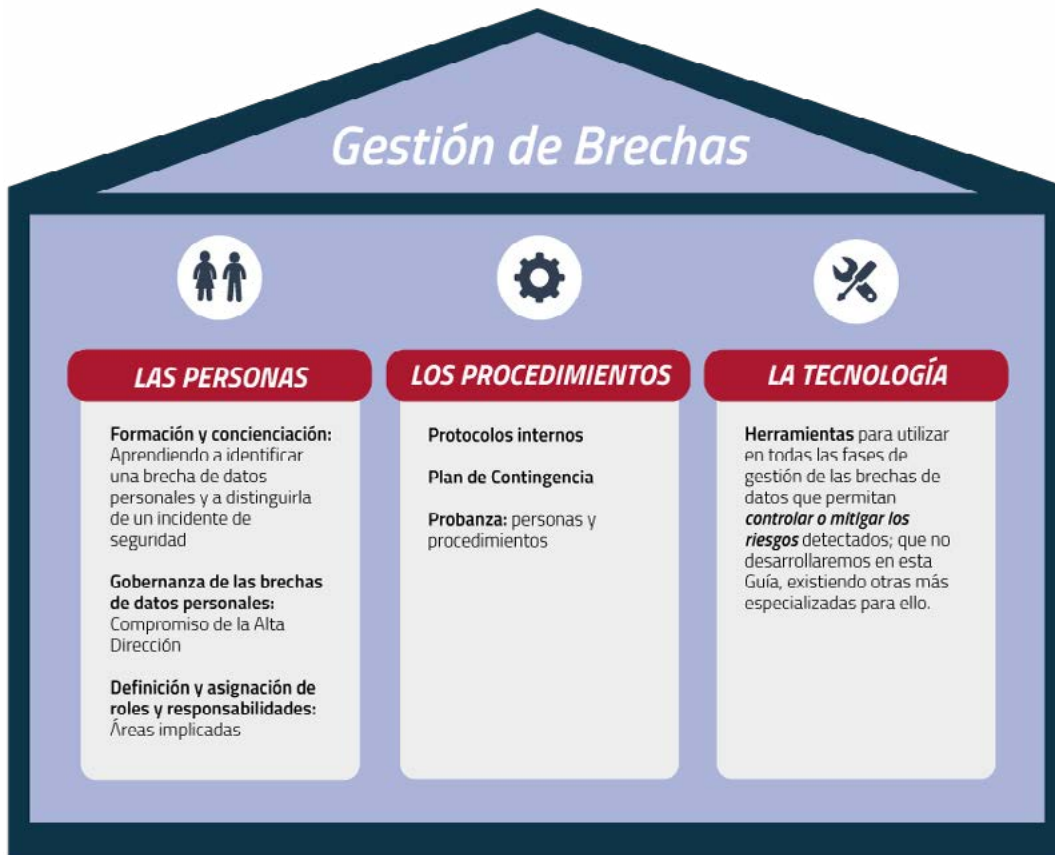 Gestión de Brechas
LAS PERSONAS
Formación y concienciación:
Aprendiendo a identificar
una brecha de datos
personales y a distinguirla
de un incidente de
seguridad
Gobernanza de las brechas
de datos personales:
Compromiso de la Alta
Dirección
Definición y asignación de
roles y responsabilidades:
Áreas implicadas
LOS PROCEDIMIENTOS
Protocolos internos
Plan de Contingencia
Probanza: personas y
procedimientos
LA TECNOLOGÍA
Herramientas para utilizar
en todas las fases de
gestión de las brechas de
datos que permitan
controlar o mitigar los
riesgos detectados; que no
desarrollaremos en esta
Guía, existiendo otras más
especializadas para ello.